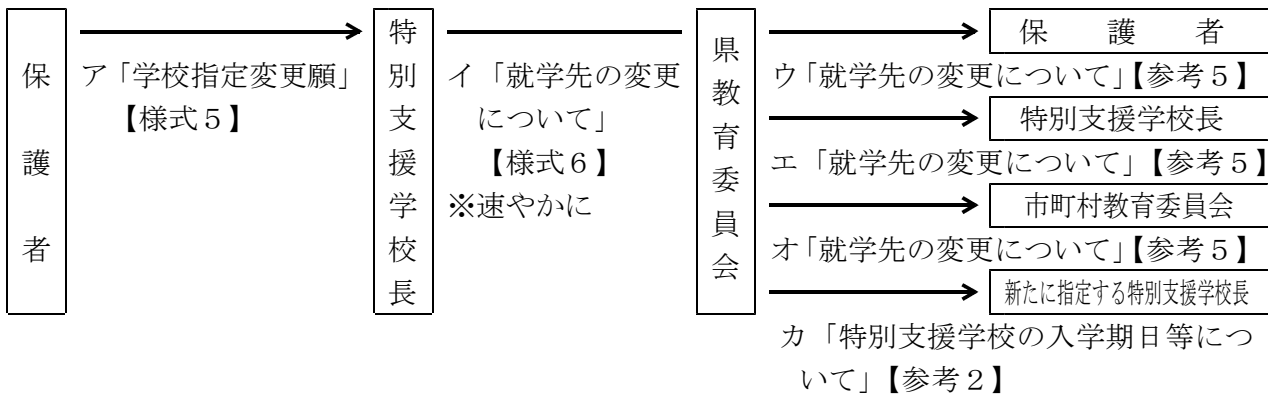 保護者
ア「学校指定変更願」
【様式５】
特別支援学校長
イ「就学先の変更
について」
【様式６】
※速やかに
県教育委員会
保護者
ウ「就学先の変更について」【参考５】
特別支援学校長
エ「就学先の変更について」【参考５】
市町村教育委員会
オ「就学先の変更について」【参考５】
新たに指定する特別支援学校長
カ「特別支援学校の入学期日等につ
いて」【参考２】